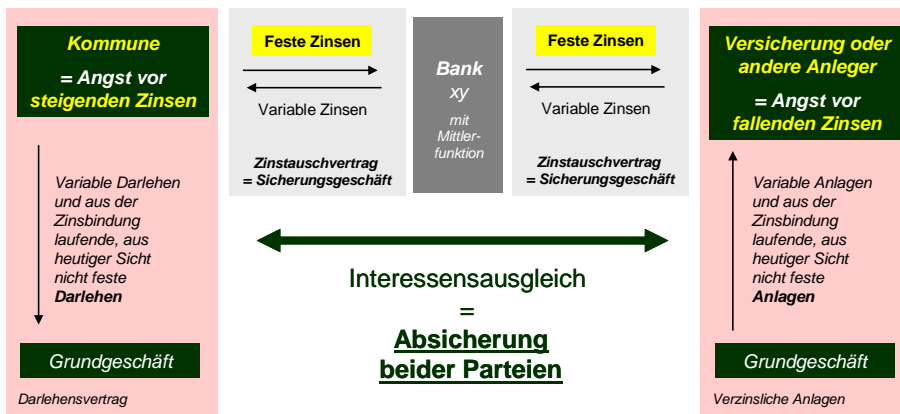 Kommune
= Angst vor
steigenden Zinsen
Variable Darlehen
und aus der
Zinsbindung
laufende, aus
heutiger Sicht
nicht feste
Darlehen
Grundgeschäft
Darlehensvertrag
Feste Zinsen
Variable Zinsen
Zinstauschvertrag
= Sicherungsgeschäft
Bank
xy
mit
Mittler-
funktion
Feste Zinsen
Variable Zinsen
Zinstauschvertrag
= Sicherungsgeschäft
Interessensausgleich
=
Absicherung
beider Parteien
Versicherung oder
andere Anleger
= Angst vor
fallenden Zinsen
Variable Anlagen
und aus der
Zinsbindung
laufende, aus
heutiger Sicht
nicht feste
Anlagen
Grundgeschäft
Verzinsliche Anlagen